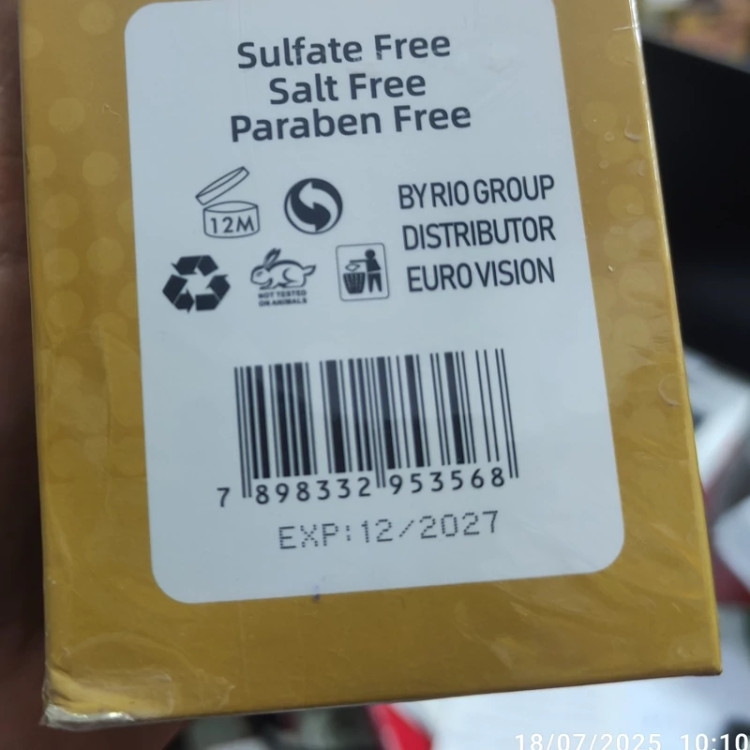 Sulfate Free
Salt Free
Paraben Free
12M
NOT TESTED
ON ANIMALS
BY RIO GROUP
DISTRIBUTOR
EURO VISION
7 898332 953568
EXP:12/2027
18/07/2025 10:10